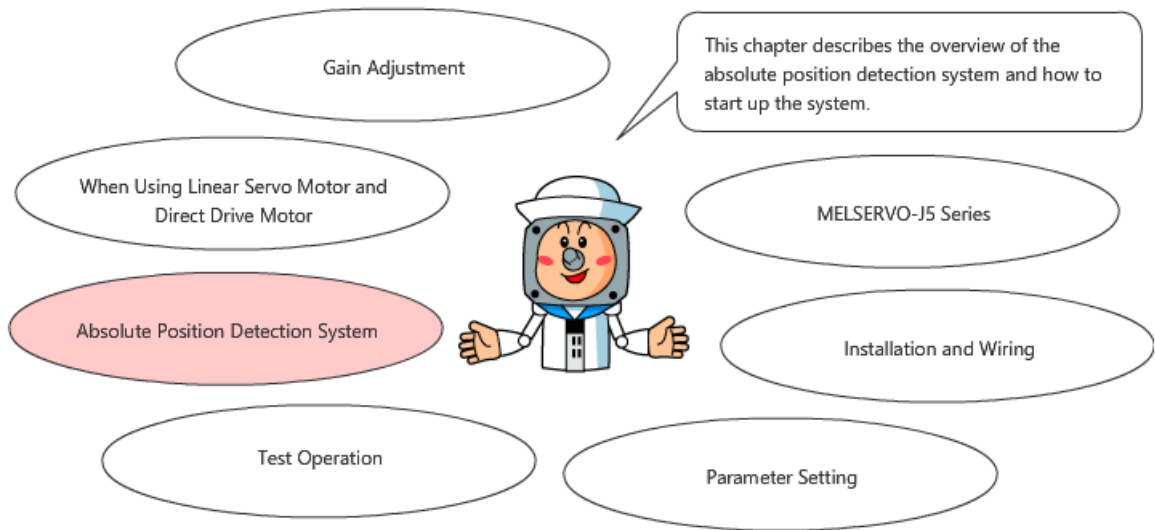 Gain Adjustment
This chapter describes the overview of the
absolute position detection system and how to
start up the system.
When Using Linear Servo Motor and
Direct Drive Motor
MELSERVO-J5 Series
Absolute Position Detection System
Installation and Wiring
Test Operation
Parameter Setting